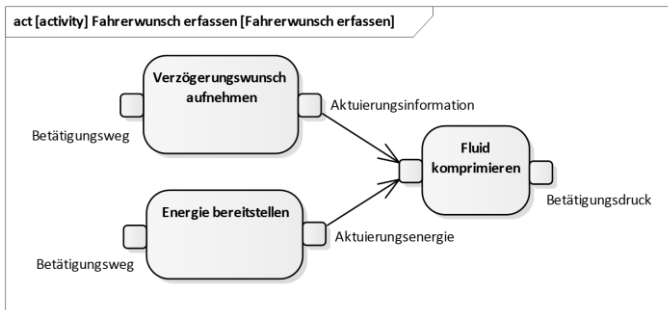 act [activity] Fahrerwunsch erfassen [Fahrerwunsch erfassen]
Verzögerungswunsch
aufnehmen
Aktuierungsinformation
Betätigungsweg
Fluid
komprimieren
Betätigungsdruck
Energie bereitstellen
Aktuierungsenergie
Betätigungsweg